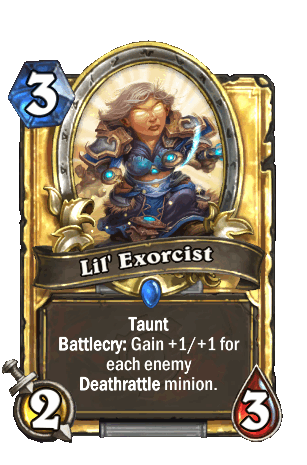 3
Lil' Exorcist
Taunt
Battlecry: Gain +1/+1 for
each enemy
Deathrattle minion.
2
3